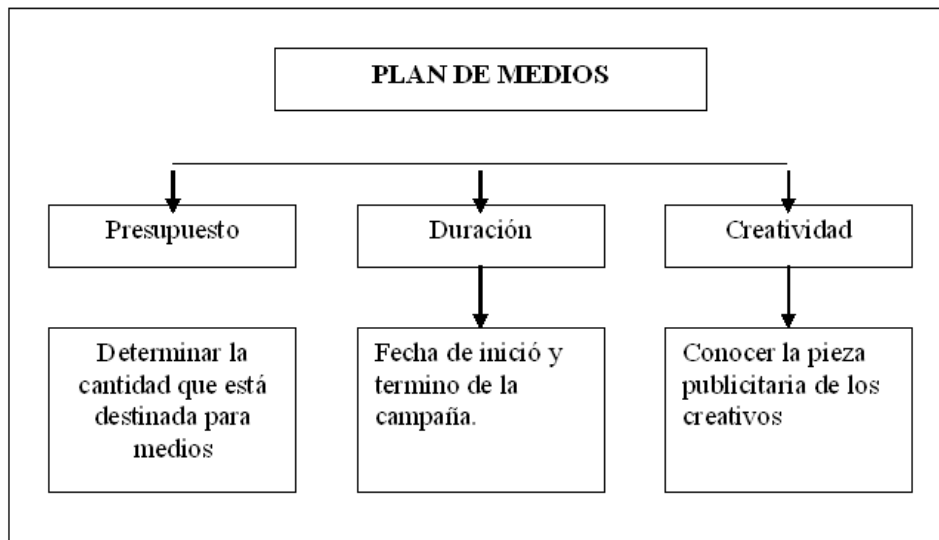 PLAN DE MEDIOS
Presupuesto
Duración
Creatividad
Determinar la
cantidad que está
destinada para
medios
Fecha de inició y
termino de la
campaña.
Conocer la pieza
publicitaria de los
creativos